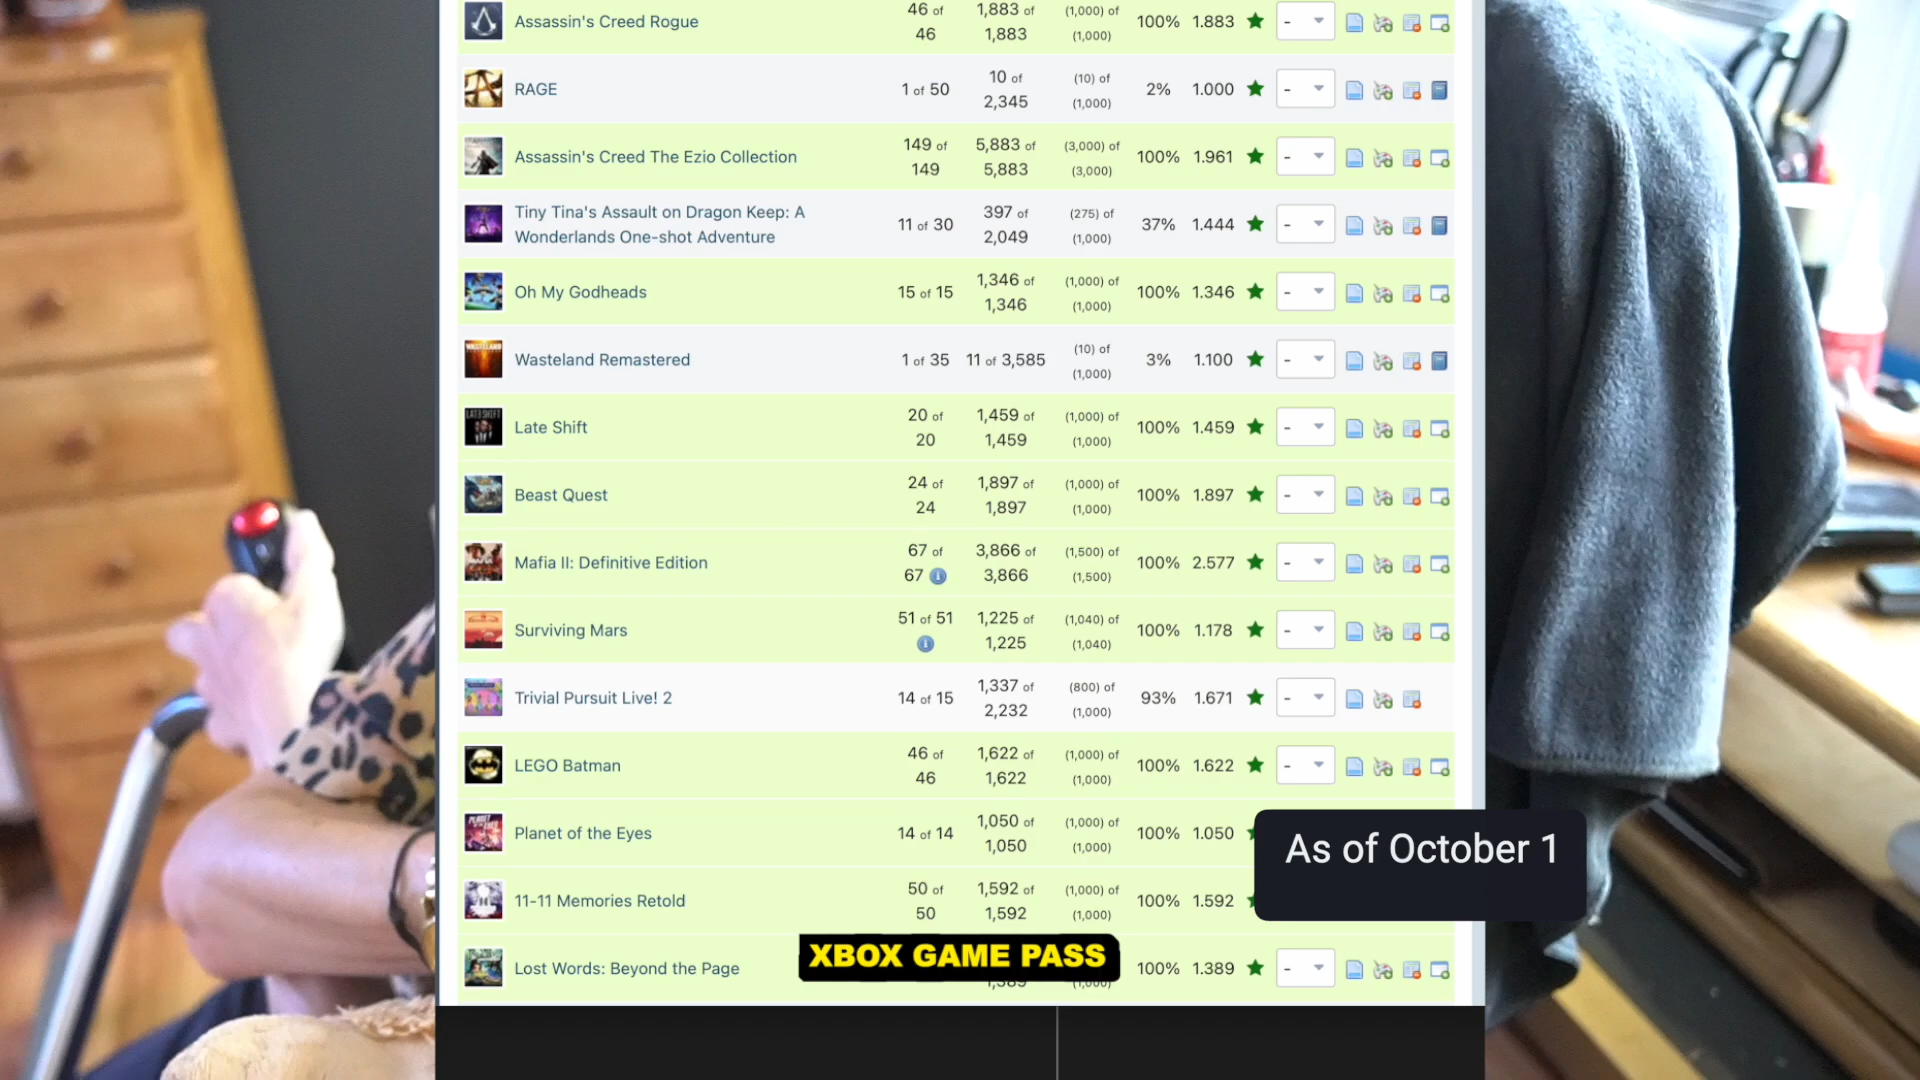 Assassin's Creed Rogue 46 of 46 1,883 of 1,883 (1,000) of (1,000) 100% 1.883 -
RAGE 1 of 50 10 of 2,345 (10) of (1,000) 2% 1.000 -
Assassin's Creed The Ezio Collection 149 of 149 5,883 of 5,883 (3,000) of (3,000) 100% 1.961 -
Tiny Tina's Assault on Dragon Keep: A Wonderlands One-shot Adventure 11 of 30 397 of 2,049 (275) of (1,000) 37% 1.444 -
Oh My Godheads 15 of 15 1,346 of 1,346 (1,000) of (1,000) 100% 1.346 -
Wasteland Remastered 1 of 35 11 of 3,585 (10) of (1,000) 3% 1.100 -
Late Shift 20 of 20 1,459 of 1,459 (1,000) of (1,000) 100% 1.459 -
Beast Quest 24 of 24 1,897 of 1,897 (1,000) of (1,000) 100% 1.897 -
Mafia II: Definitive Edition 67 of 67 3,866 of 3,866 (1,500) of (1,500) 100% 2.577 -
Surviving Mars 51 of 51 1,225 of 1,225 (1,040) of (1,040) 100% 1.178 -
Trivial Pursuit Live! 2 14 of 15 1,337 of 2,232 (800) of (1,000) 93% 1.671 -
LEGO Batman 46 of 46 1,622 of 1,622 (1,000) of (1,000) 100% 1.622 -
Planet of the Eyes 14 of 14 1,050 of 1,050 (1,000) of (1,000) 100% 1.050
As of October 1
11-11 Memories Retold 50 of 50 1,592 of 1,592 (1,000) of (1,000) 100% 1.592
XBOX GAME PASS
Lost Words: Beyond the Page 1,389 (1,000) 100% 1.389 -